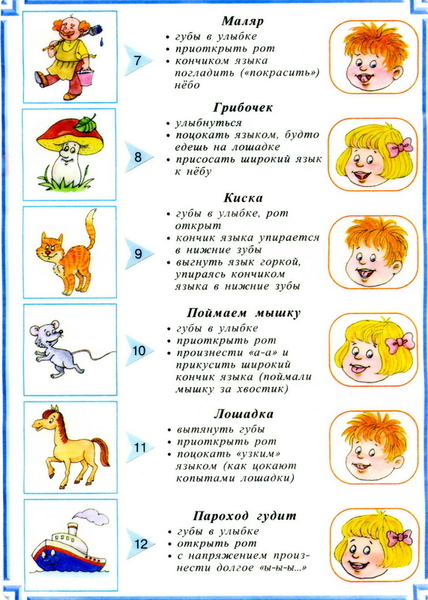 7
Маляр
• губы в улыбке
• приоткрыть рот
• кончиком языка
погладить («покрасить»)
нёбо
8
Грибочек
• улыбнуться
• поцокать языком, будто
едешь на лошадке
• присосать широкий язык
к нёбу
9
Киска
• губы в улыбке, рот
открыт
• кончик языка упирается
в нижние зубы
• выгнуть язык горкой,
упираясь кончиком
языка в нижние зубы
10
Поймаем мышку
• губы в улыбке
• приоткрыть рот
• произнести «а-а» и
прикусить широкий
кончик языка (поймали
мышку за хвостик)
11
Лошадка
• вытянуть губы
• приоткрыть рот
• поцокать «узким»
языком (как цокают
копытами лошадки)
12
Пароход гудит
• губы в улыбке
• открыть рот
• с напряжением произ-
нести долгое «ы-ы-ы...»